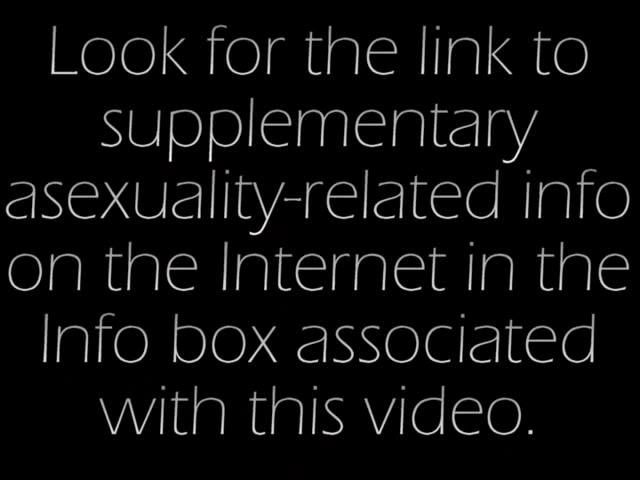 Look for the link to
supplementary
asexuality-related info
on the Internet in the
Info box associated
with this video.